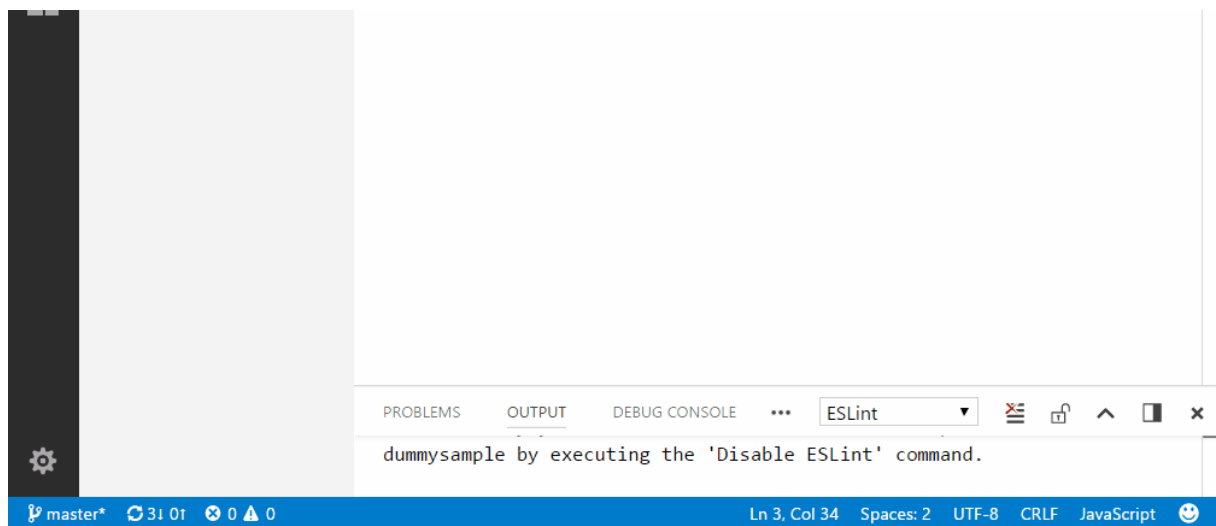 PROBLEMS OUTPUT DEBUG CONSOLE ••• ESLint
dummysample by executing the 'Disable ESLint' command.
master* 3↓ 0↑ 0 0 Ln 3, Col 34 Spaces: 2 UTF-8 CRLF JavaScript